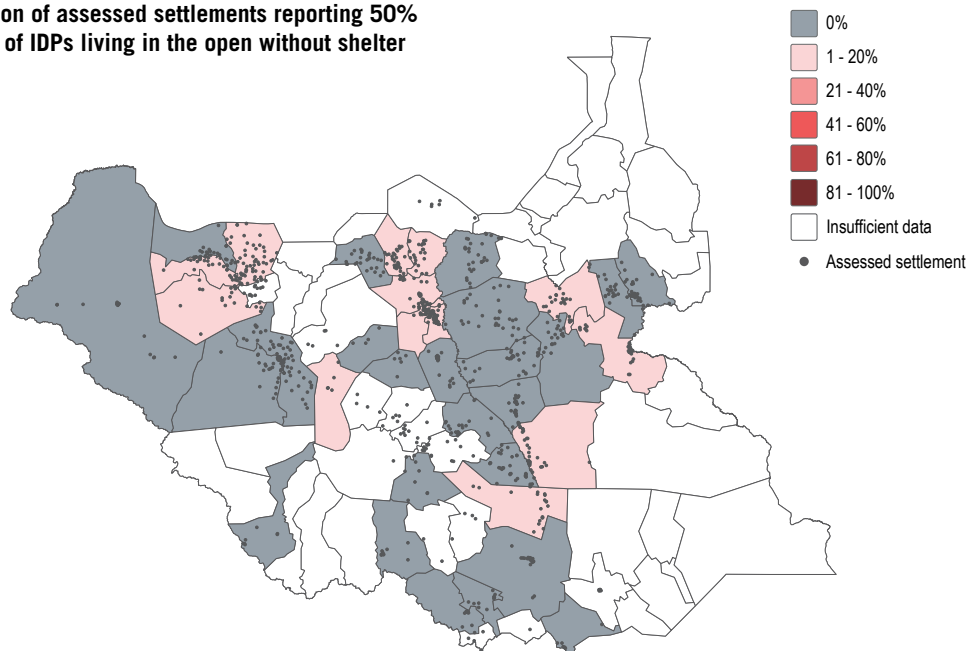 on of assessed settlements reporting 50%
of IDPs living in the open without shelter
0%
1 - 20%
21 - 40%
41 - 60%
61 - 80%
81 - 100%
Insufficient data
Assessed settlement